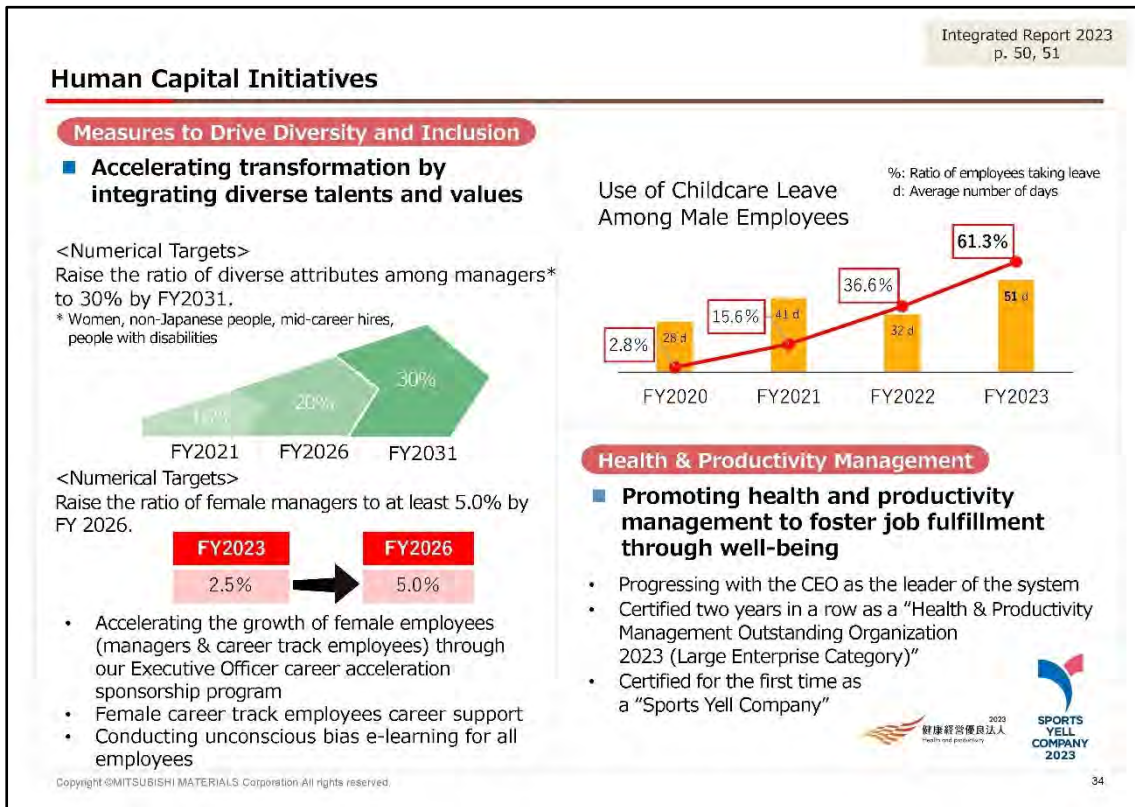 Integrated Report 2023
p. 50, 51
Human Capital Initiatives
Measures to Drive Diversity and Inclusion
■ Accelerating transformation by
integrating diverse talents and values
<Numerical Targets>
Raise the ratio of diverse attributes among managers*
to 30% by FY2031.
* Women, non-Japanese people, mid-career hires,
people with disabilities
20%
30%
FY2021
FY2026
FY2031
<Numerical Targets>
Raise the ratio of female managers to at least 5.0% by
FY 2026.
FY2023
FY2026
2.5%
5.0%
• Accelerating the growth of female employees
(managers & career track employees) through
our Executive Officer career acceleration
sponsorship program
• Female career track employees career support
• Conducting unconscious bias e-learning for all
employees
Use of Childcare Leave
Among Male Employees
%: Ratio of employees taking leave
d: Average number of days
2.8%
28 d
15.6%
41 d
36.6%
32 d
61.3%
51 d
FY2020
FY2021
FY2022
FY2023
Health & Productivity Management
■ Promoting health and productivity
management to foster job fulfillment
through well-being
• Progressing with the CEO as the leader of the system
• Certified two years in a row as a “Health & Productivity
Management Outstanding Organization
2023 (Large Enterprise Category)”
• Certified for the first time as
a “Sports Yell Company”
2023
健康経営優良法人
Health and productivity
SPORTS
YELL
COMPANY
2023
Copyright ©MITSUBISHI MATERIALS Corporation All rights reserved.
34